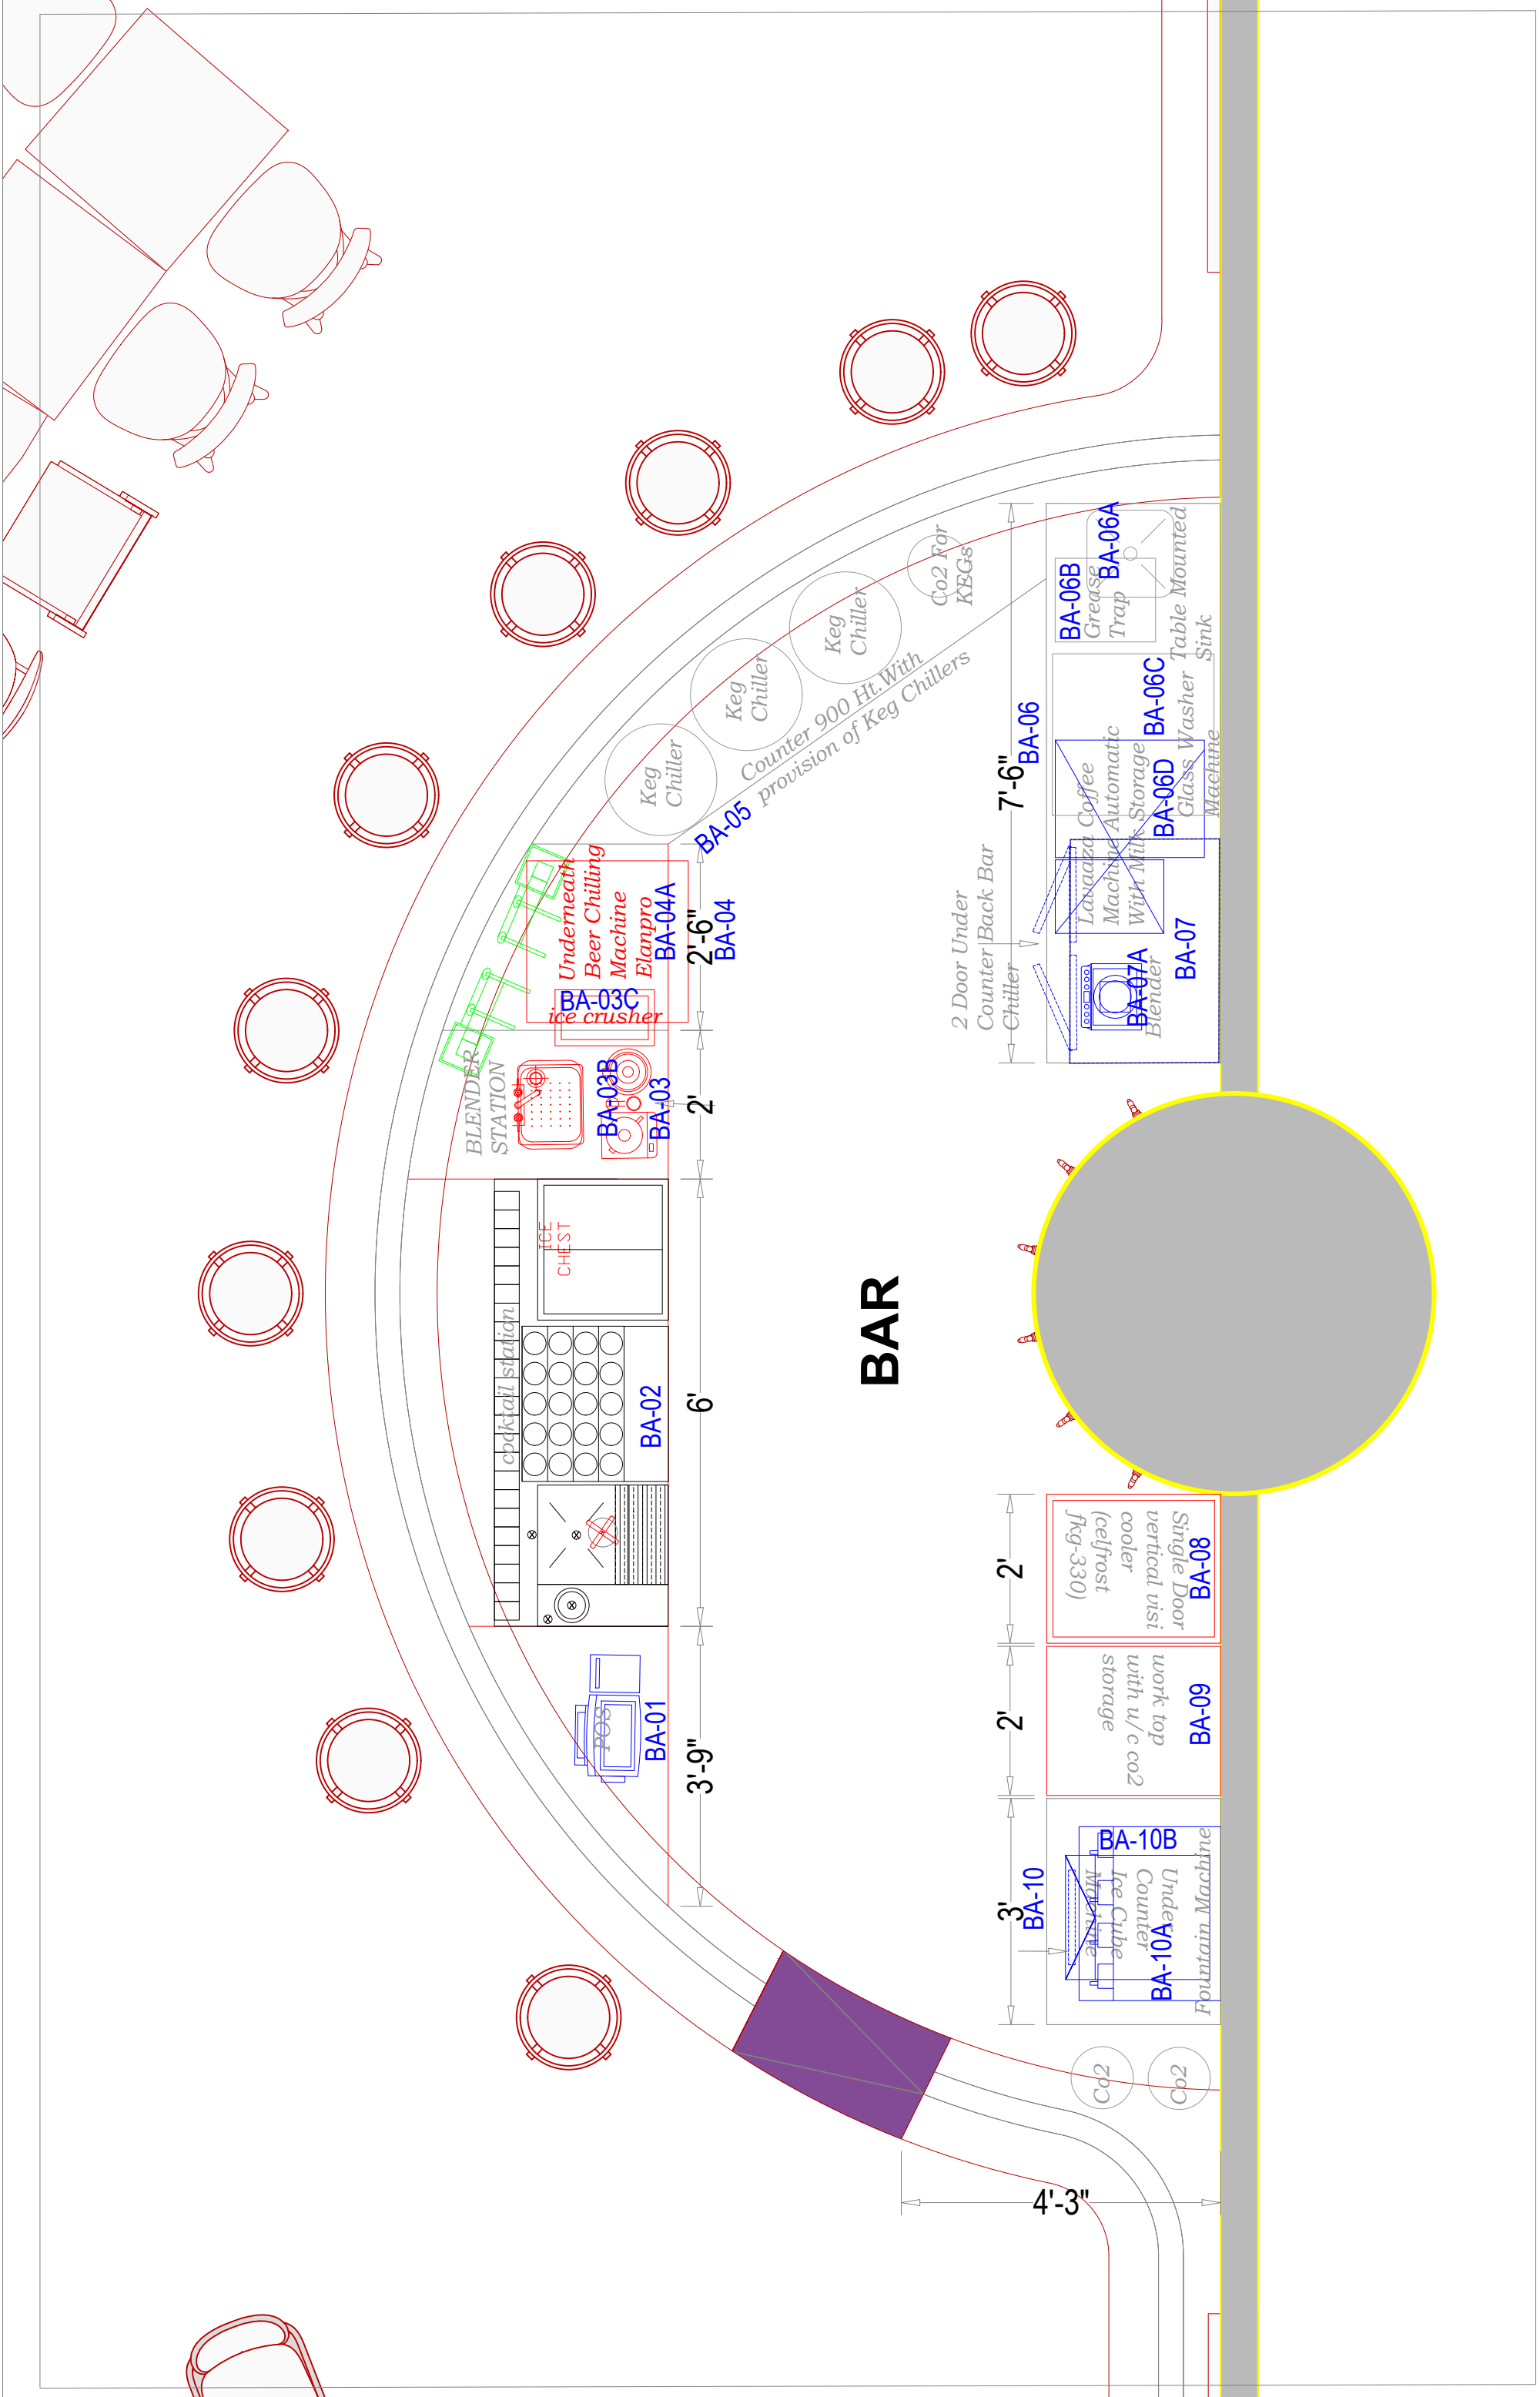 Co2 For
KEGs
Keg
Chiller
Keg
Chiller
Keg
Chiller
Counter 900 Ht.With
provision of Keg Chillers
BA-05
BA-06A
BA-06B
Grease
Trap
Table Mounted
Sink
BA-06
7'-6"
BA-06C
Glass Washer
Machine
BA-06D
Lavaaza Coffee
Machine Automatic
With Milk Storage
BA-07
BA-07A
Blender
2 Door Under
Counter Back Bar
Chiller
Underneath
Beer Chilling
Machine
Elanpro
BA-04A
BA-04
2'-6"
BA-03C
ice crusher
BLENDER
STATION
BA-03B
BA-03
2'
ICE
CHEST
cocktail station
BA-02
6'
BAR
POS
BA-01
3'-9"
2'
Single Door
vertical visi
cooler
(celfrost
fkg-330)
BA-08
2'
work top
with u/c co2
storage
BA-09
3'
BA-10
BA-10B
Under
Counter
Ice Cube
Machine
BA-10A
Fountain Machine
Co2
Co2
4'-3"